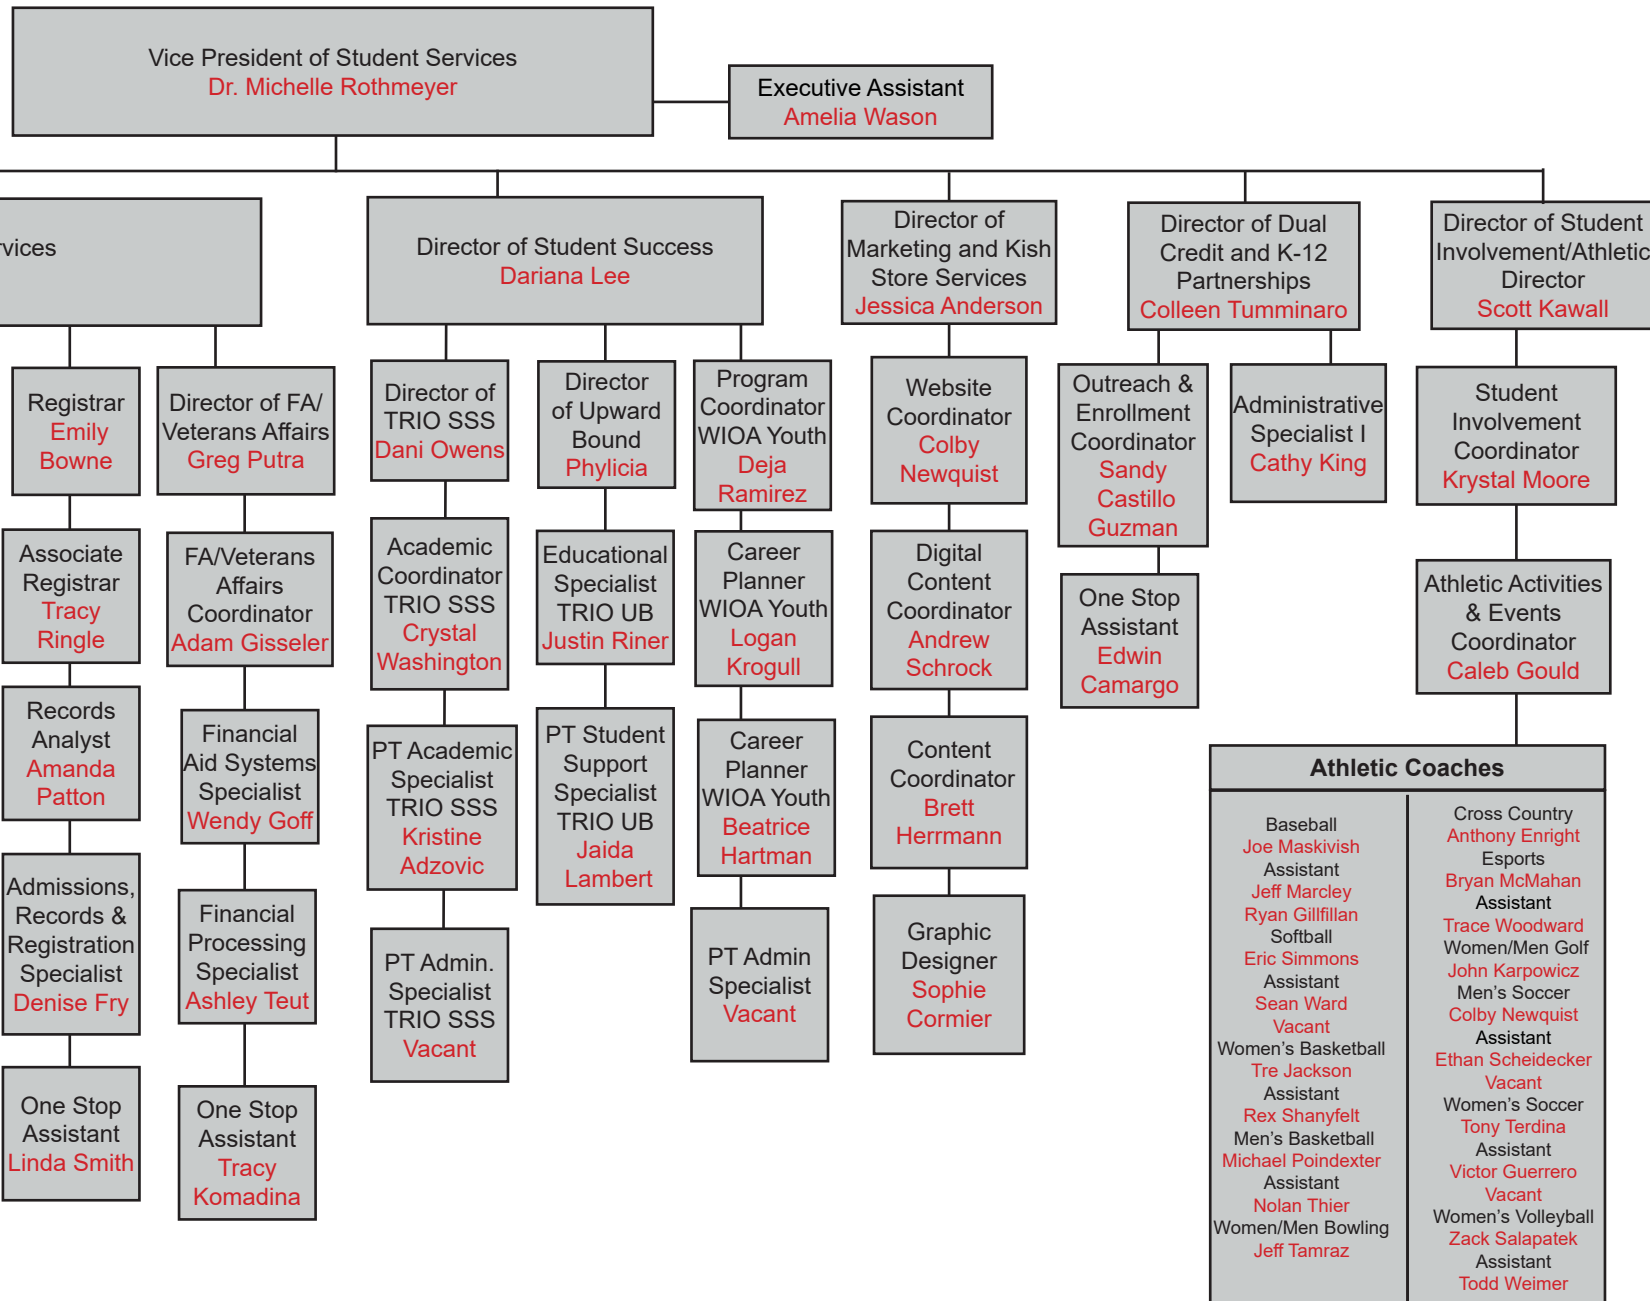 Vice President of Student Services
Dr. Michelle Rothmeyer
Executive Assistant
Amelia Wason
rvices
Director of Student Success
Dariana Lee
Director of
Marketing and Kish
Store Services
Jessica Anderson
Director of Dual
Credit and K-12
Partnerships
Colleen Tumminaro
Director of Student
Involvement/Athletic
Director
Scott Kawall
Registrar
Emily
Bowne
Associate
Registrar
Tracy
Ringle
Records
Analyst
Amanda
Patton
Admissions,
Records &
Registration
Specialist
Denise Fry
One Stop
Assistant
Linda Smith
Director of FA/
Veterans Affairs
Greg Putra
FA/Veterans
Affairs
Coordinator
Adam Gisseler
Financial
Aid Systems
Specialist
Wendy Goff
Financial
Processing
Specialist
Ashley Teut
One Stop
Assistant
Tracy
Komadina
Director of
TRIO SSS
Dani Owens
Academic
Coordinator
TRIO SSS
Crystal
Washington
PT Academic
Specialist
TRIO SSS
Kristine
Adzovic
PT Admin.
Specialist
TRIO SSS
Vacant
Director
of Upward
Bound
Phylicia
Educational
Specialist
TRIO UB
Justin Riner
PT Student
Support
Specialist
TRIO UB
Jaida
Lambert
Program
Coordinator
WIOA Youth
Deja
Ramirez
Career
Planner
WIOA Youth
Logan
Krogull
Career
Planner
WIOA Youth
Beatrice
Hartman
PT Admin
Specialist
Vacant
Website
Coordinator
Colby
Newquist
Digital
Content
Coordinator
Andrew
Schrock
Content
Coordinator
Brett
Herrmann
Graphic
Designer
Sophie
Cormier
Outreach &
Enrollment
Coordinator
Sandy
Castillo
Guzman
One Stop
Assistant
Edwin
Camargo
Administrative
Specialist I
Cathy King
Student
Involvement
Coordinator
Krystal Moore
Athletic Activities
& Events
Coordinator
Caleb Gould
Athletic Coaches
Baseball
Joe Maskivish
Assistant
Jeff Marcley
Ryan Gillfillan
Softball
Eric Simmons
Assistant
Sean Ward
Vacant
Women's Basketball
Tre Jackson
Assistant
Rex Shanyfelt
Men's Basketball
Michael Poindexter
Assistant
Nolan Thier
Women/Men Bowling
Jeff Tamraz
Cross Country
Anthony Enright
Esports
Bryan McMahan
Assistant
Trace Woodward
Women/Men Golf
John Karpowicz
Men's Soccer
Colby Newquist
Assistant
Ethan Scheidecker
Vacant
Women's Soccer
Tony Terdina
Assistant
Victor Guerrero
Vacant
Women's Volleyball
Zack Salapatek
Assistant
Todd Weimer